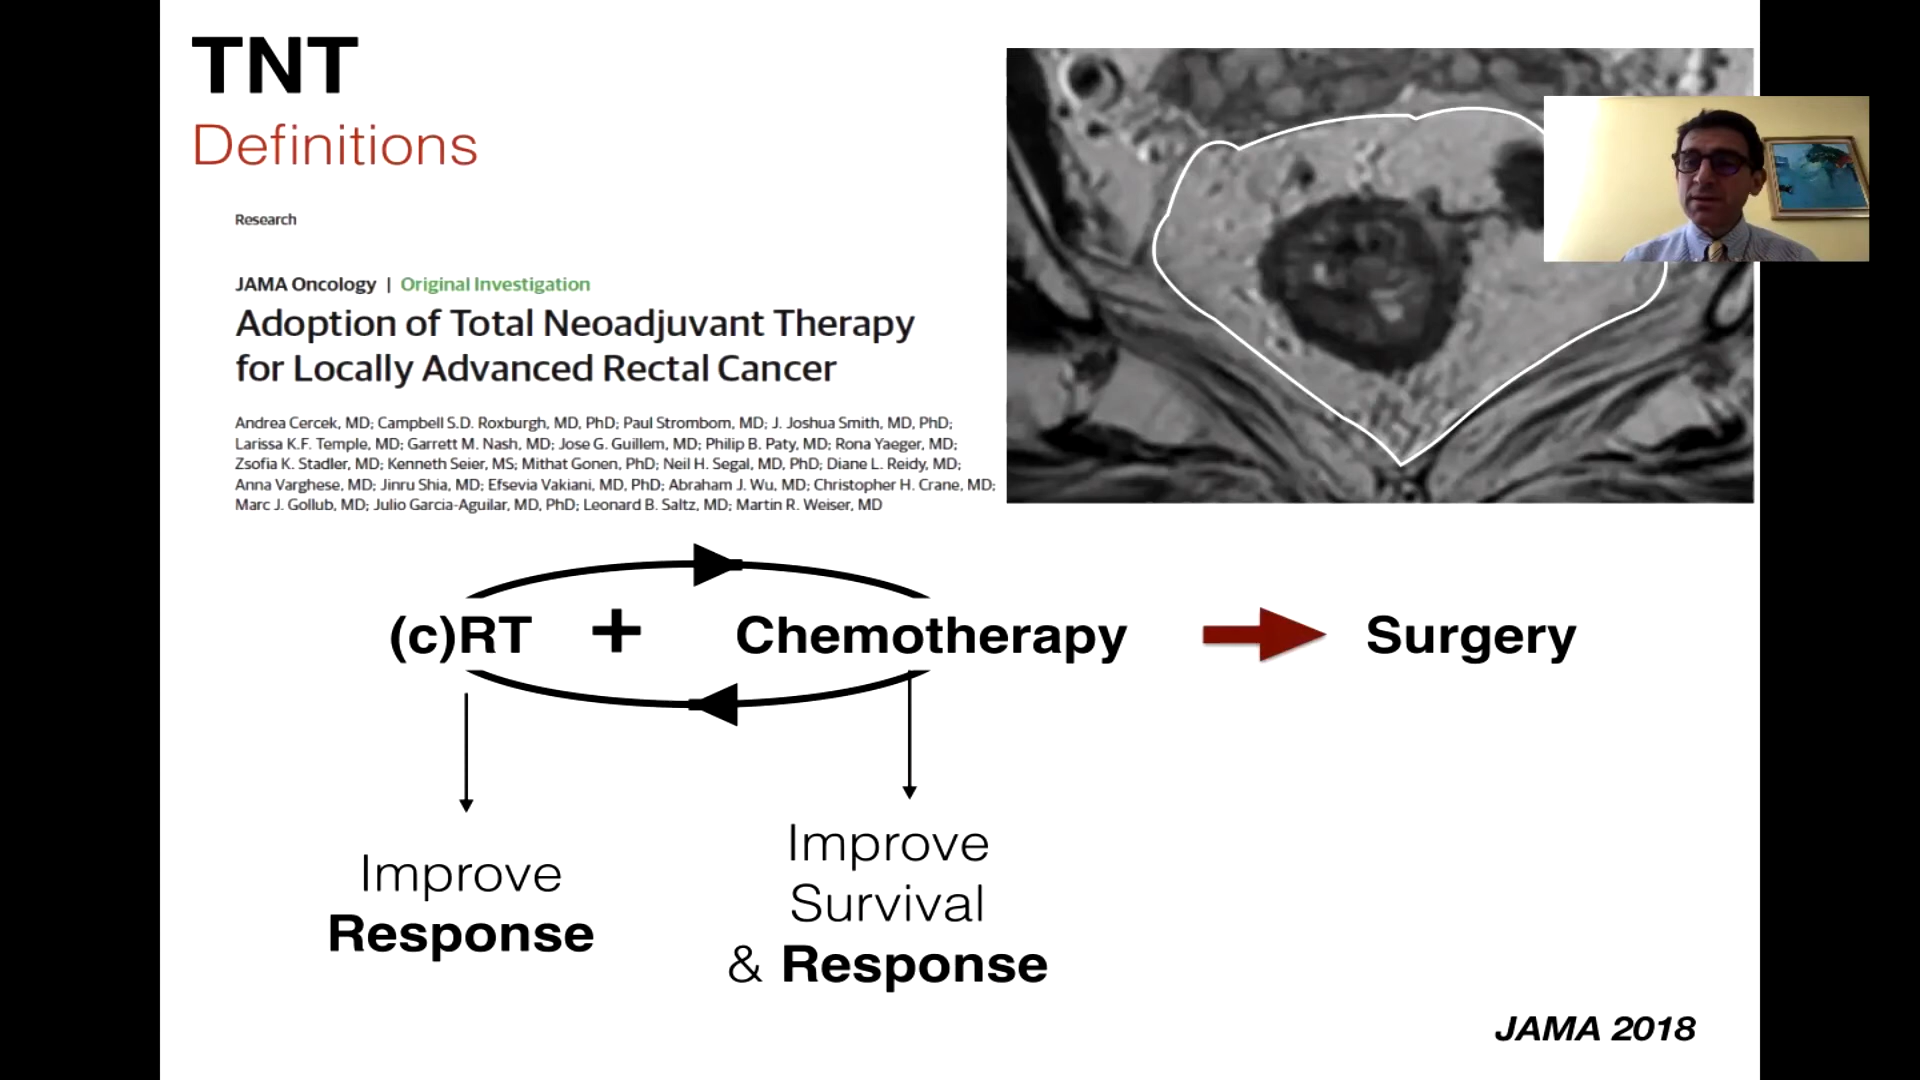 TNT
Definitions
Research
JAMA Oncology | Original Investigation
Adoption of Total Neoadjuvant Therapy
for Locally Advanced Rectal Cancer
Andrea Cercek, MD; Campbell S.D. Roxburgh, MD, PhD; Paul Strombom, MD; J. Joshua Smith, MD, PhD;
Larissa K.F. Temple, MD; Garrett M. Nash, MD; Jose G. Guillem, MD; Philip B. Paty, MD; Rona Yaeger, MD;
Zsofia K. Stadler, MD; Kenneth Seier, MS; Mithat Gonen, PhD; Neil H. Segal, MD, PhD; Diane L. Reidy, MD;
Anna Varghese, MD; Jinru Shia, MD; Efsevia Vakiani, MD, PhD; Abraham J. Wu, MD; Christopher H. Crane, MD;
Marc J. Gollub, MD; Julio Garcia-Aguilar, MD, PhD; Leonard B. Saltz, MD; Martin R. Weiser, MD
(c)RT + Chemotherapy Surgery
Improve
Response
Improve
Survival
& Response
JAMA 2018